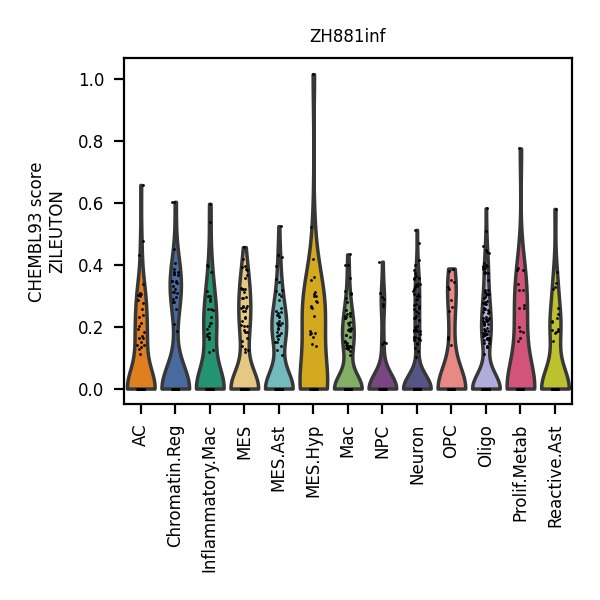 ZH881inf
CHEMBL93 score
ZILEUTON
1.0
0.8
0.6
0.4
0.2
0.0
AC
Chromatin.Reg
Inflammatory.Mac
MES
MES.Ast
MES.Hyp
Mac
NPC
Neuron
OPC
Oligo
Prolif.Metab
Reactive.Ast